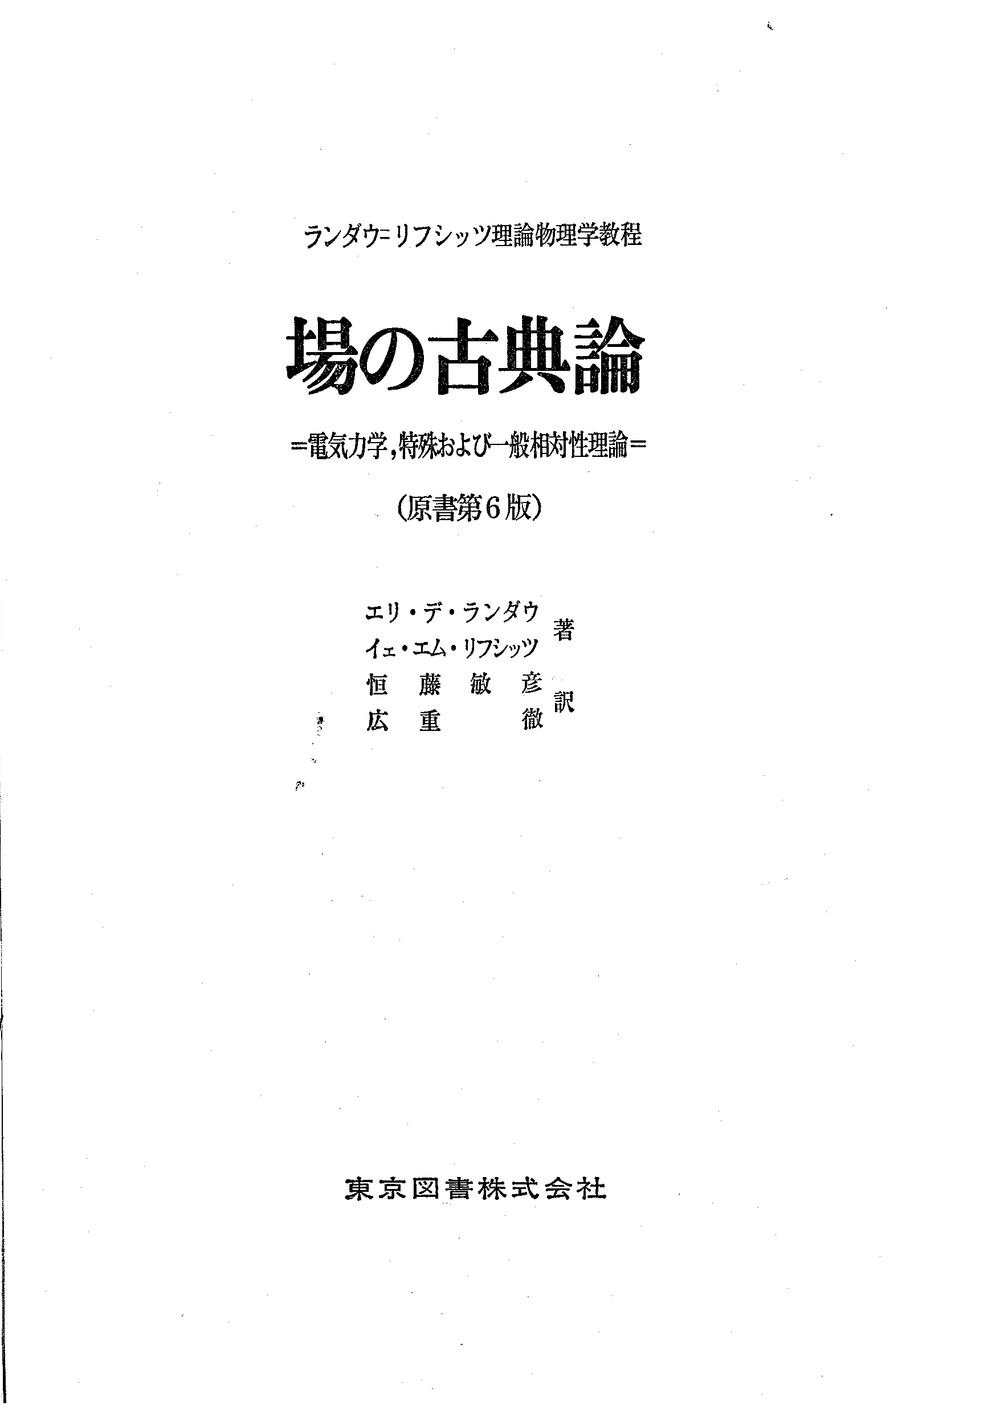 ランダウ=リフシッツ理論物理学教程
場の古典論
=電気力学,特殊および一般相対性理論=
(原書第6版)
エリ・デ・ランダウ
イェ・エム・リフシッツ
著
恒藤敏彦
広重徹
訳
東京図書株式会社